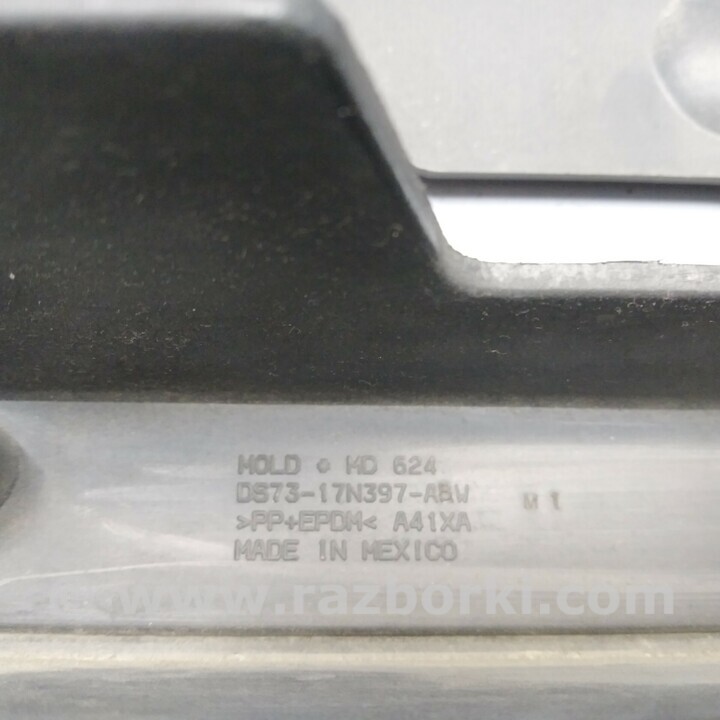 MOLD o MD 624
DS73-17N397-ABW M 1
>PP+EPDM< A41XA
MADE IN MEXICO
www.razborki.com